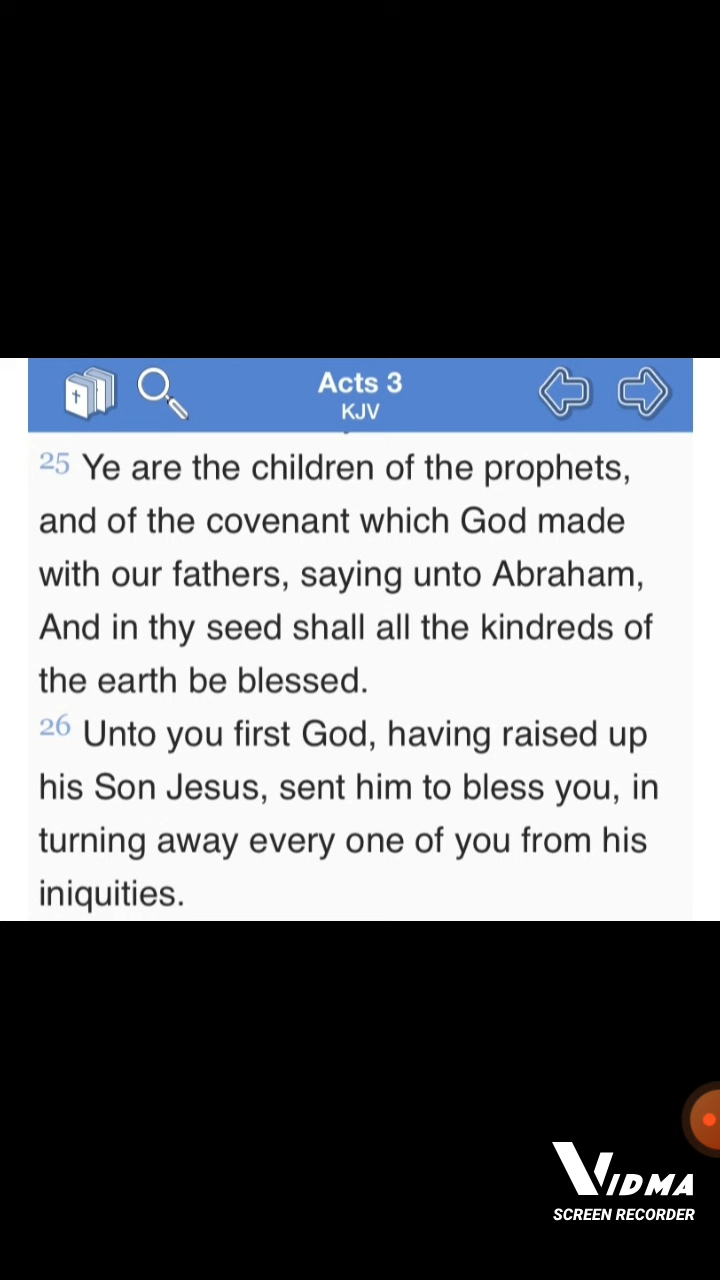 Acts 3
KJV
25 Ye are the children of the prophets,
and of the covenant which God made
with our fathers, saying unto Abraham,
And in thy seed shall all the kindreds of
the earth be blessed.
26 Unto you first God, having raised up
his Son Jesus, sent him to bless you, in
turning away every one of you from his
iniquities.
VIDMA
SCREEN RECORDER